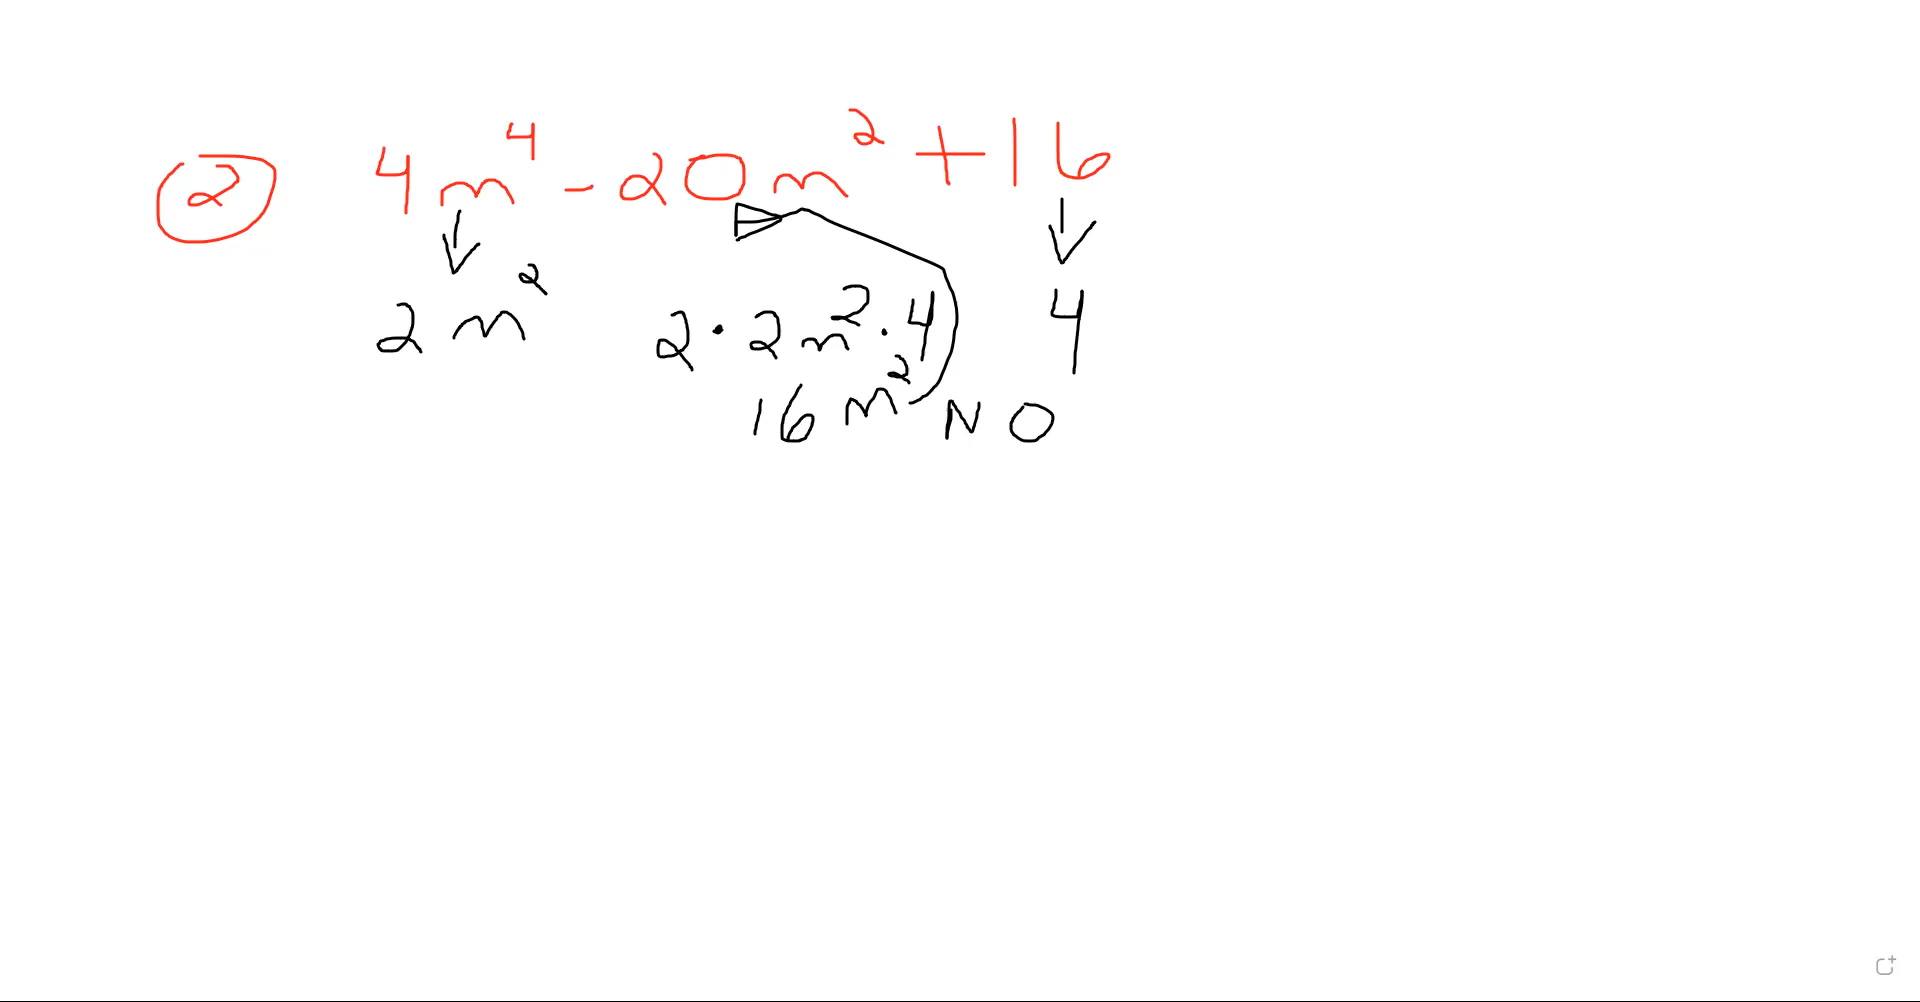 ② 4m⁴ - 20m² + 16
2m² 2 · 2m² · 4 4
16m² NO